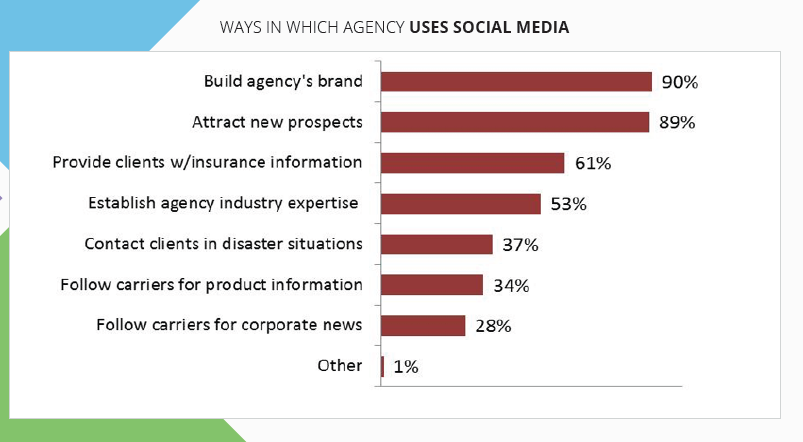 WAYS IN WHICH AGENCY USES SOCIAL MEDIA
Build agency's brand 90%
Attract new prospects 89%
Provide clients w/insurance information 61%
Establish agency industry expertise 53%
Contact clients in disaster situations 37%
Follow carriers for product information 34%
Follow carriers for corporate news 28%
Other 1%